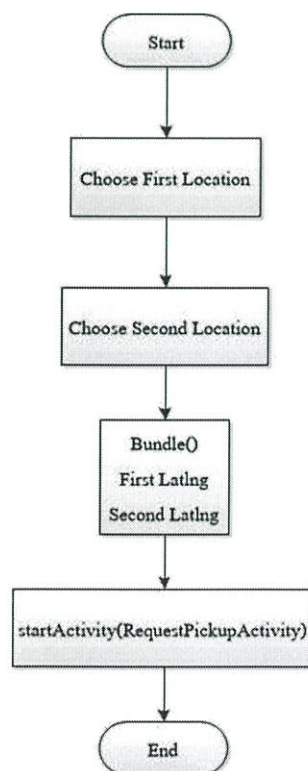 Start
Choose First Location
Choose Second Location
Bundle()
First Latlng
Second Latlng
startActivity(RequestPickupActivity)
End